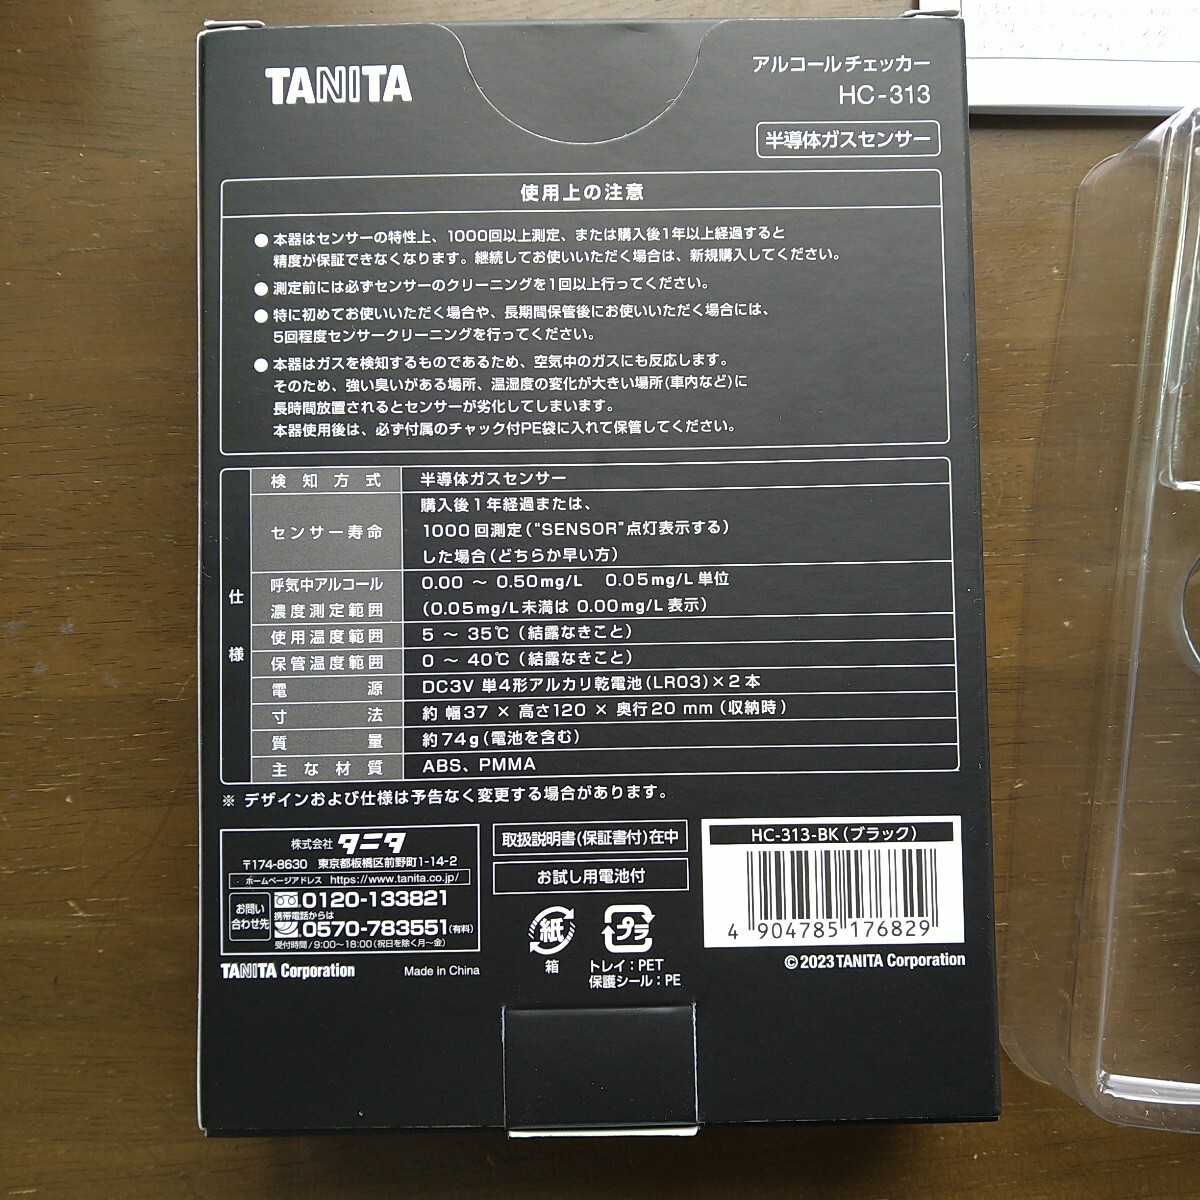 TANITA
アルコールチェッカー
HC-313
半導体ガスセンサー
使用上の注意
●本器はセンサーの特性上、1000回以上測定、または購入後1年以上経過すると
精度が保証できなくなります。継続してお使いいただく場合は、新規購入してください。
●測定前には必ずセンサーのクリーニングを1回以上行ってください。
●特に初めてお使いいただく場合や、長期間保管後にお使いいただく場合には、
5回程度センサークリーニングを行ってください。
●本器はガスを検知するものであるため、空気中のガスにも反応します。
そのため、強い臭いがある場所、温湿度の変化が大きい場所(車内など)に
長時間放置されるとセンサーが劣化してしまいます。
本器使用後は、必ず付属のチャック付PE袋に入れて保管してください。
仕様
検知方式 半導体ガスセンサー
センサー寿命 購入後1年経過または、
1000回測定(“SENSOR”点灯表示する)
した場合(どちらか早い方)
呼気中アルコール 0.00 ～ 0.50mg/L 0.05mg/L単位
濃度測定範囲 (0.05mg/L未満は 0.00mg/L表示)
使用温度範囲 5 ～ 35℃ (結露なきこと)
保管温度範囲 0 ～ 40℃ (結露なきこと)
電源 DC3V 単4形アルカリ乾電池(LR03)×2本
寸法 約 幅37 × 高さ120 × 奥行20 mm (収納時)
質量 約74g(電池を含む)
主な材質 ABS、PMMA
※ デザインおよび仕様は予告なく変更する場合があります。
株式会社 タニタ
〒174-8630 東京都板橋区前野町1-14-2
・ホームページアドレス https://www.tanita.co.jp/
お問い合わせ先
0120-133821
携帯電話からは
0570-783551(有料)
受付時間/9:00~18:00(祝日を除く月~金)
TANITA Corporation
Made in China
取扱説明書(保証書付)在中
お試し用電池付
紙
箱
プラ
トレイ:PET
保護シール:PE
HC-313-BK(ブラック)
4 904785 176829
©2023 TANITA Corporation